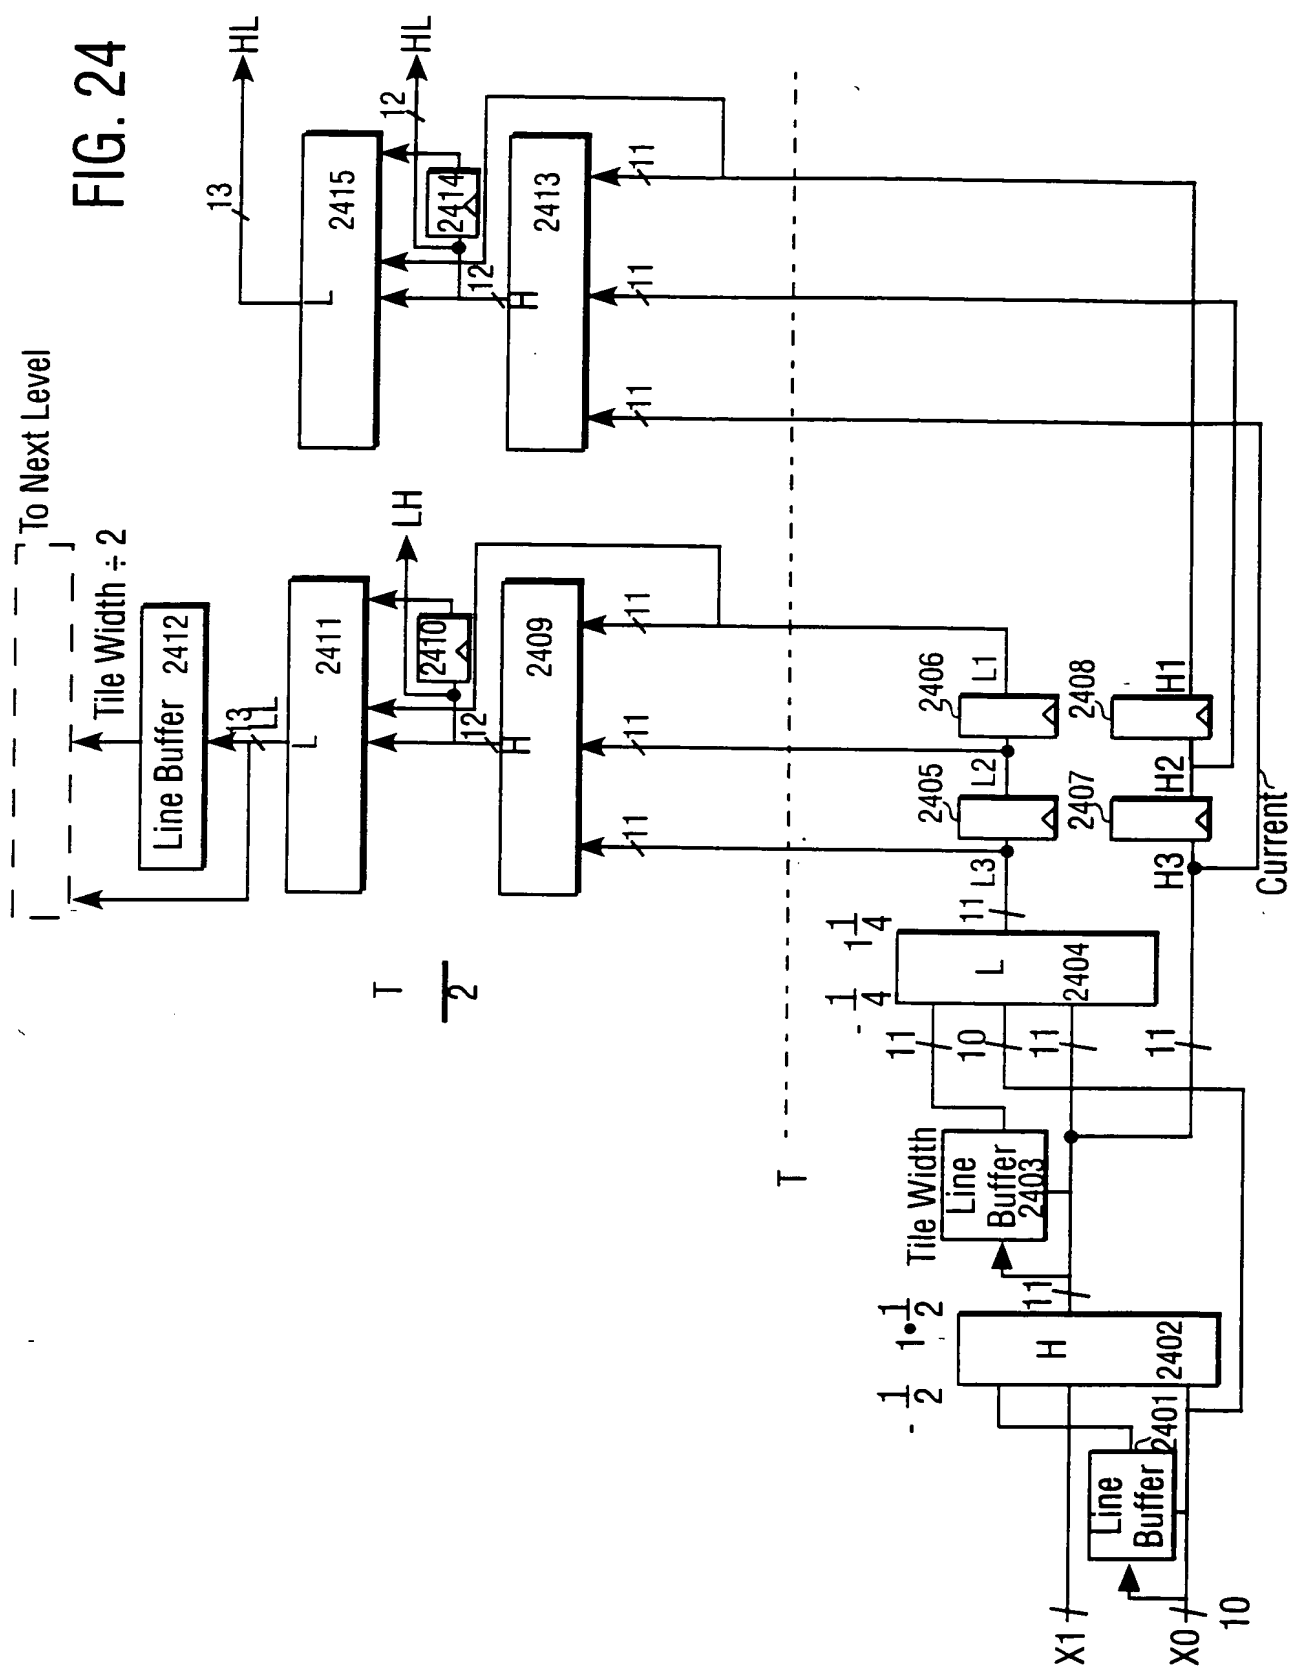 FIG. 24
X1
X0
10
Line
Buffer
2401
-1/2
1•1/2
H
2402
11
Tile Width
Line
Buffer
2403
T
11
10
11
11
-1/4
1 1/4
L
2404
11
L3
2405
L2
2406
L1
H3
2407
H2
2408
H1
Current
T
2
11
11
11
2409
H
12
2410
LH
L
2411
13
LL
Line Buffer 2412
Tile Width ÷ 2
To Next Level
11
11
11
2413
H
12
2414
12
HL
L
2415
13
HL